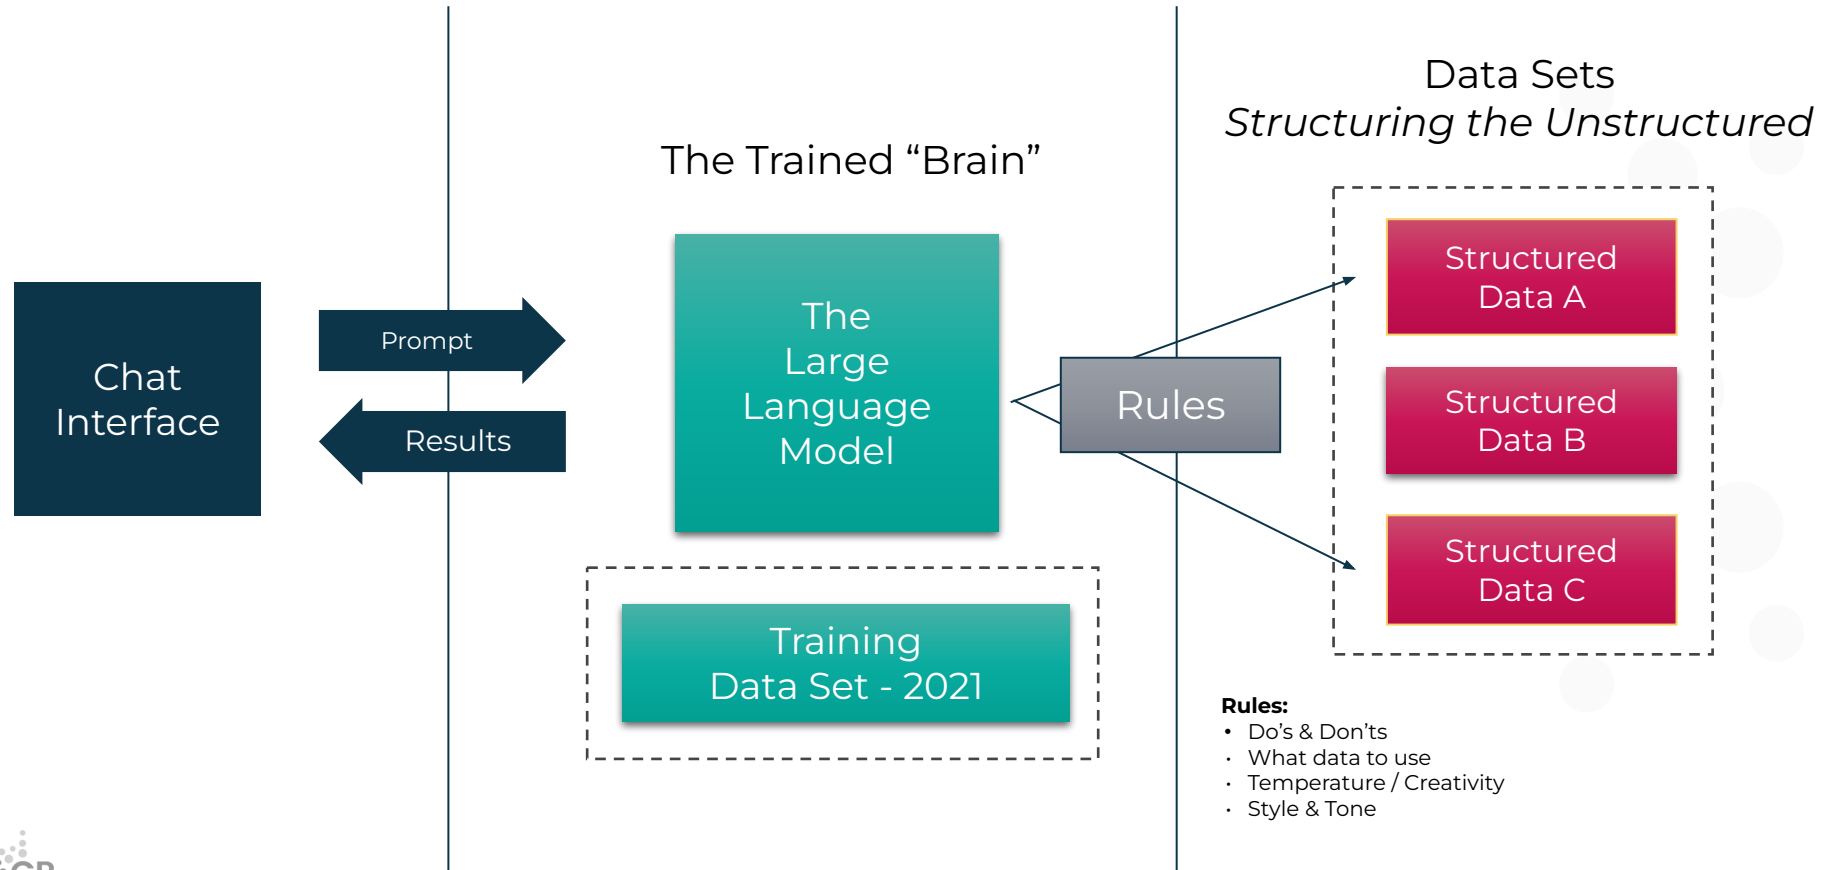 Data Sets
Structuring the Unstructured
The Trained “Brain”
Chat
Interface
Prompt
Results
The
Large
Language
Model
Training
Data Set - 2021
Rules
Structured
Data A
Structured
Data B
Structured
Data C
Rules:
• Do’s & Don’ts
• What data to use
• Temperature / Creativity
• Style & Tone